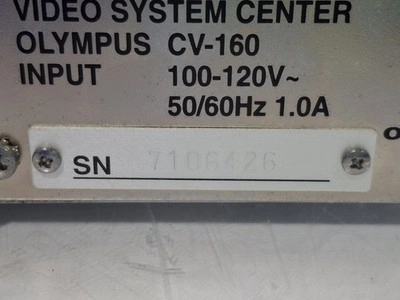 VIDEO SYSTEM CENTER
OLYMPUS CV-160
INPUT 100-120V~
50/60Hz 1.0A
SN 7106426